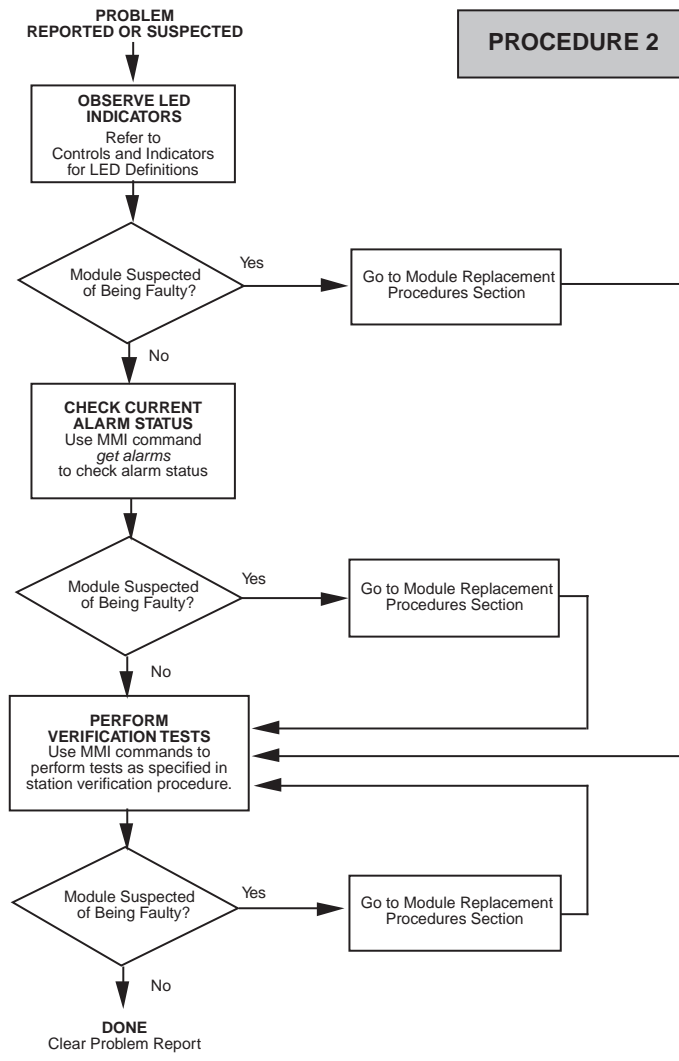 PROBLEM
REPORTED OR SUSPECTED
PROCEDURE 2
OBSERVE LED
INDICATORS
Refer to
Controls and Indicators
for LED Definitions
Module Suspected
of Being Faulty?
Yes
Go to Module Replacement
Procedures Section
No
CHECK CURRENT
ALARM STATUS
Use MMI command
get alarms
to check alarm status
Module Suspected
of Being Faulty?
Yes
Go to Module Replacement
Procedures Section
No
PERFORM
VERIFICATION TESTS
Use MMI commands to
perform tests as specified in
station verification procedure.
Module Suspected
of Being Faulty?
Yes
Go to Module Replacement
Procedures Section
No
DONE
Clear Problem Report